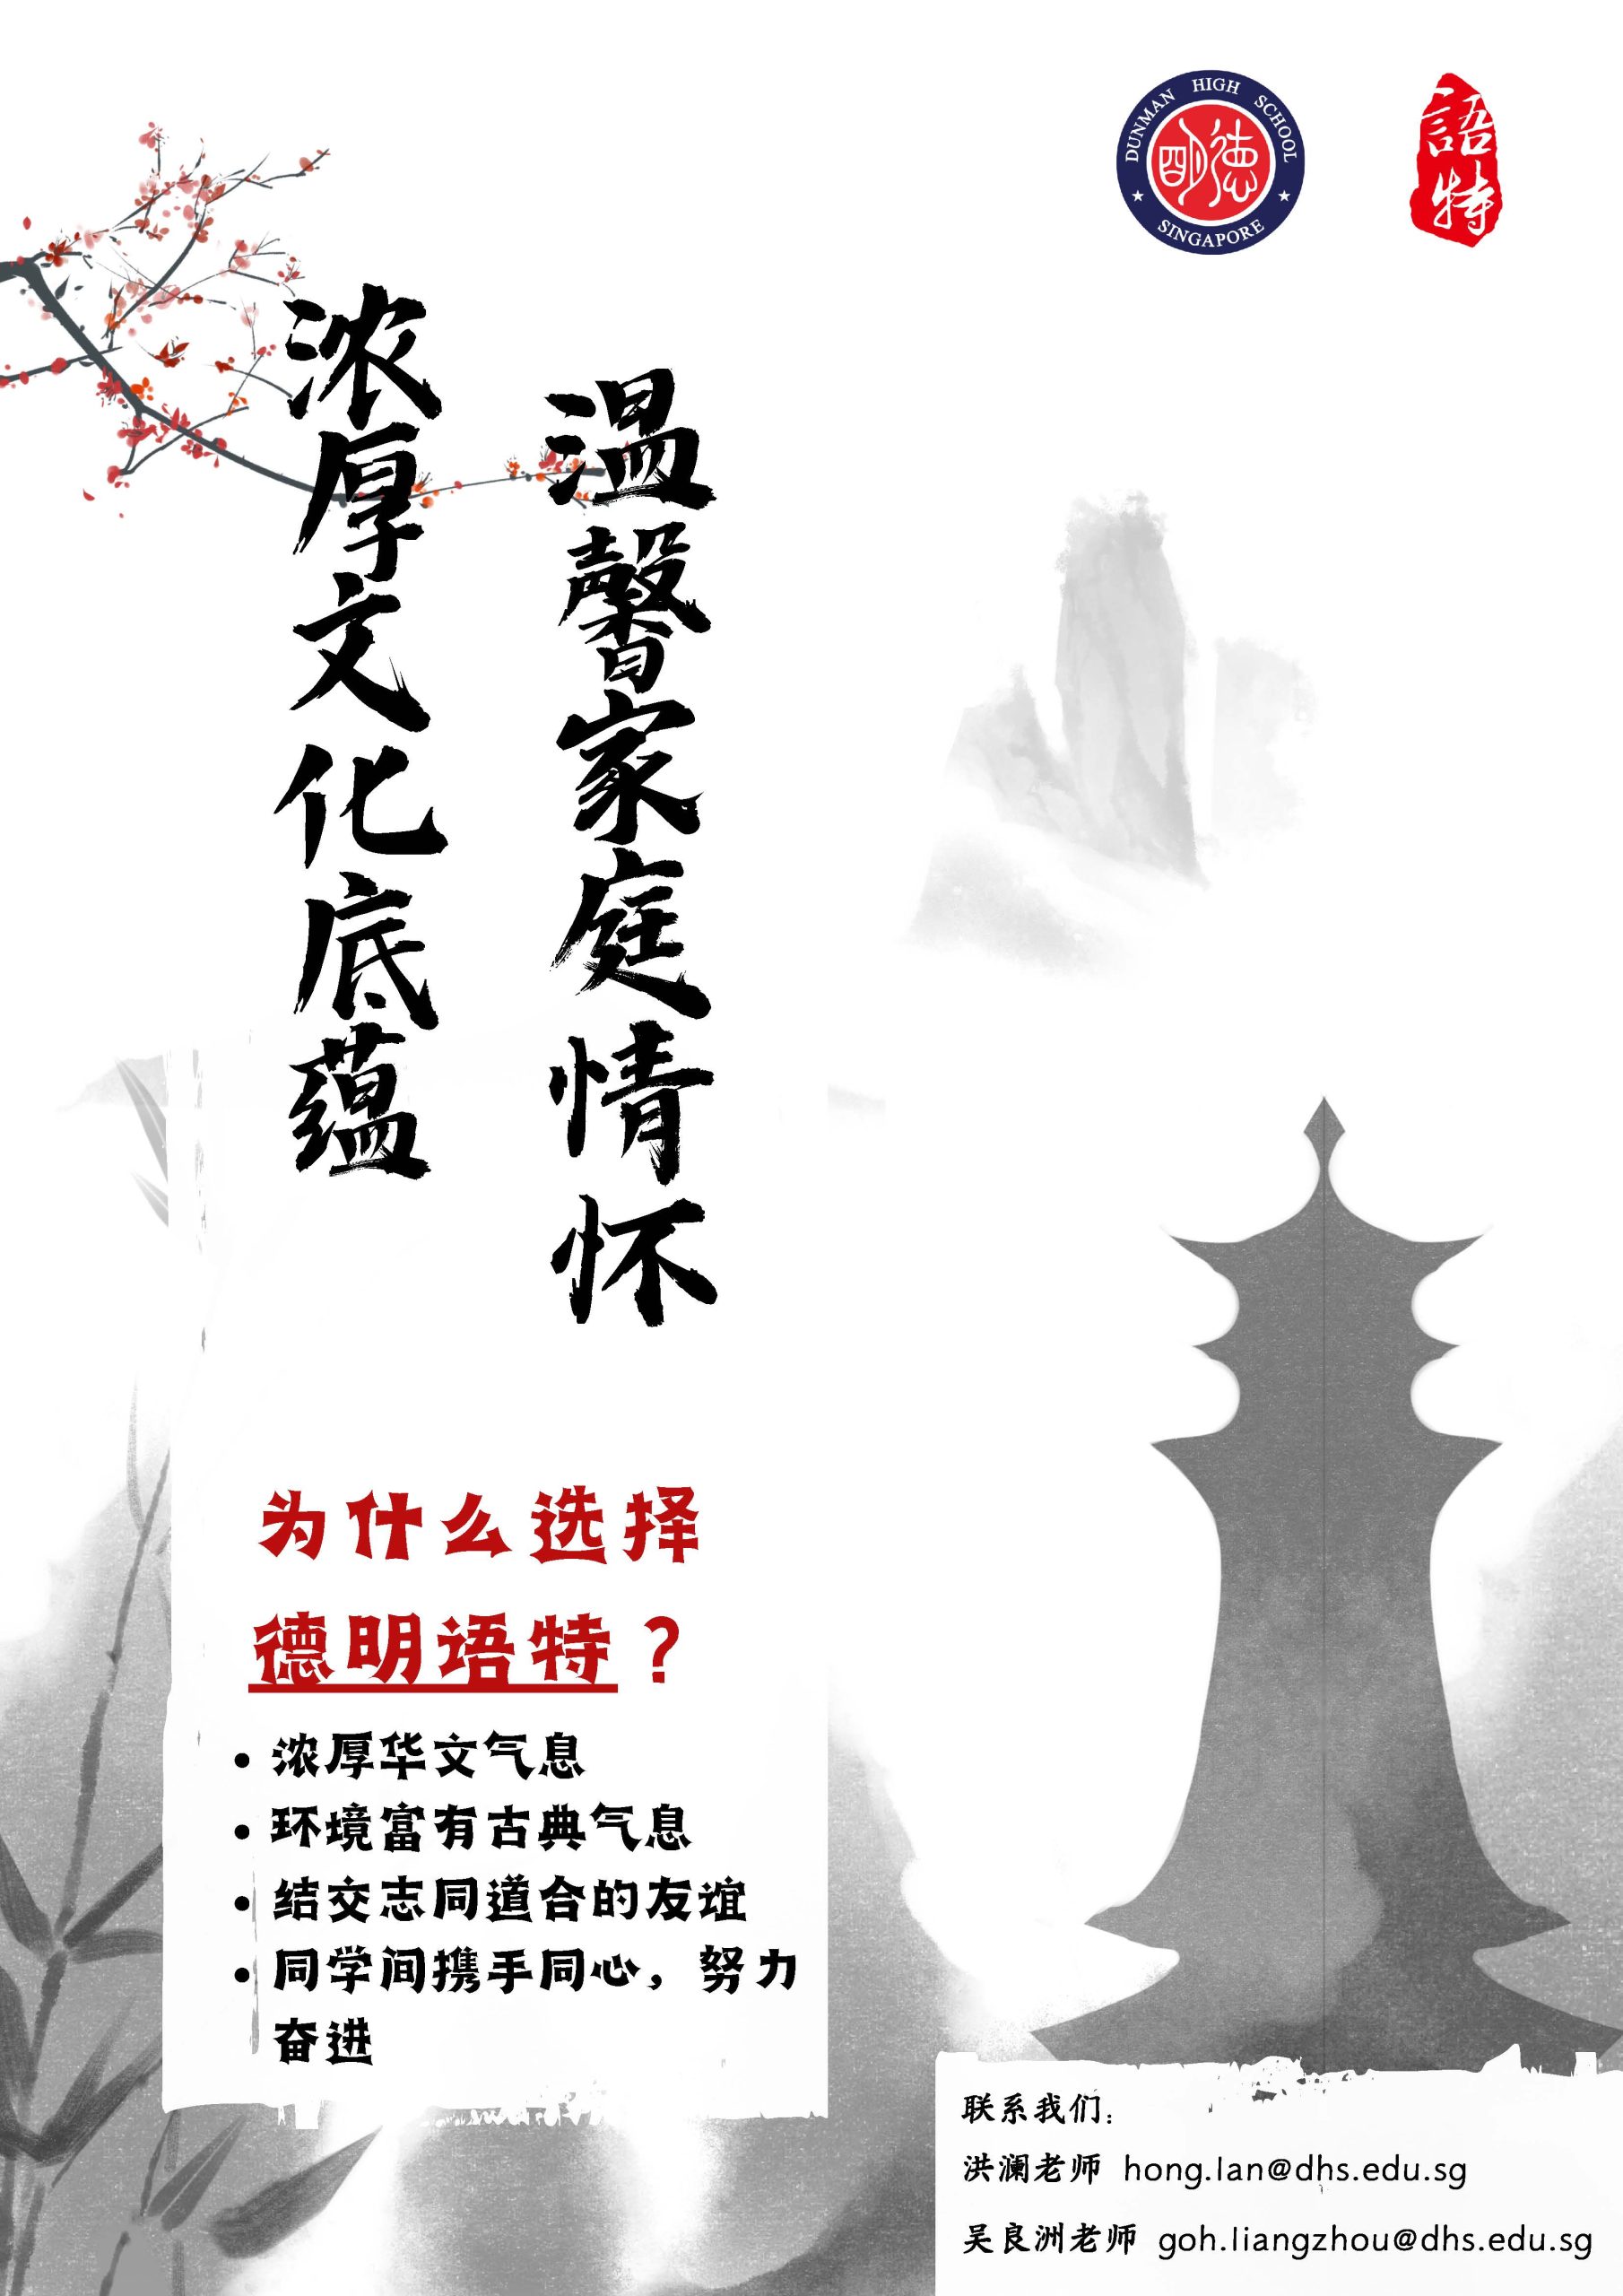 DUNMAN HIGH SCHOOL
德明
SINGAPORE
語特
浓厚文化底蕴
温馨家庭情怀
为什么选择
德明语特？
• 浓厚华文气息
• 环境富有古典气息
• 结交志同道合的友谊
• 同学间携手同心，努力
奋进
联系我们：
洪澜老师 hong.lan@dhs.edu.sg
吴良洲老师 goh.liangzhou@dhs.edu.sg